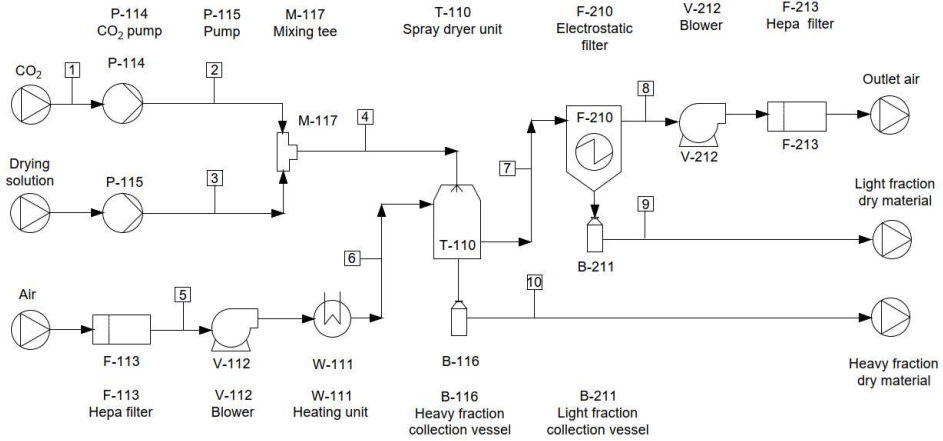 P-114
CO₂ pump
P-115
Pump
M-117
Mixing tee
T-110
Spray dryer unit
F-210
Electrostatic
filter
V-212
Blower
F-213
Hepa filter
CO₂
1
P-114
2
M-117
4
7
F-210
8
V-212
F-213
Outlet air
Drying
solution
P-115
3
6
T-110
9
B-211
Light fraction
dry material
Air
F-113
5
V-112
W-111
B-116
10
Heavy fraction
dry material
F-113
Hepa filter
V-112
Blower
W-111
Heating unit
B-116
Heavy fraction
collection vessel
B-211
Light fraction
collection vessel